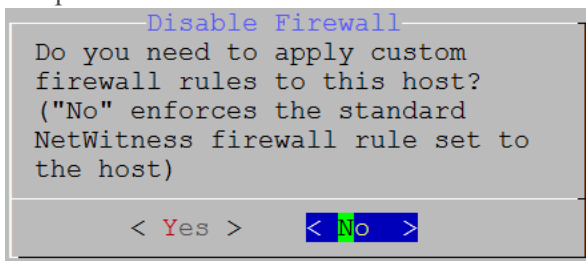 Disable Firewall
Do you need to apply custom
firewall rules to this host?
("No" enforces the standard
NetWitness firewall rule set to
the host)
< Yes > < No >